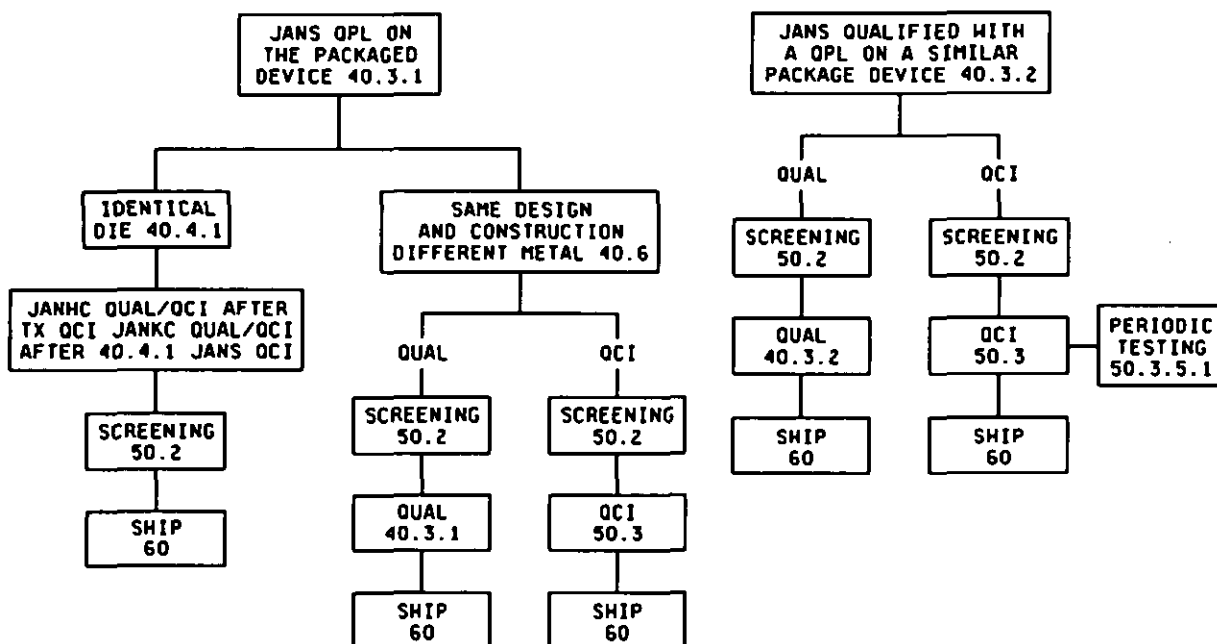 JANS QPL ON
THE PACKAGED
DEVICE 40.3.1
IDENTICAL
DIE 40.4.1
JANHC QUAL/QCI AFTER
TX QCI JANKC QUAL/QCI
AFTER 40.4.1 JANS QCI
SCREENING
50.2
SHIP
60
SAME DESIGN
AND CONSTRUCTION
DIFFERENT METAL 40.6
QUAL
SCREENING
50.2
QUAL
40.3.1
SHIP
60
QCI
SCREENING
50.2
QCI
50.3
SHIP
60
JANS QUALIFIED WITH
A QPL ON A SIMILAR
PACKAGE DEVICE 40.3.2
QUAL
SCREENING
50.2
QUAL
40.3.2
SHIP
60
QCI
SCREENING
50.2
QCI
50.3
PERIODIC
TESTING
50.3.5.1
SHIP
60